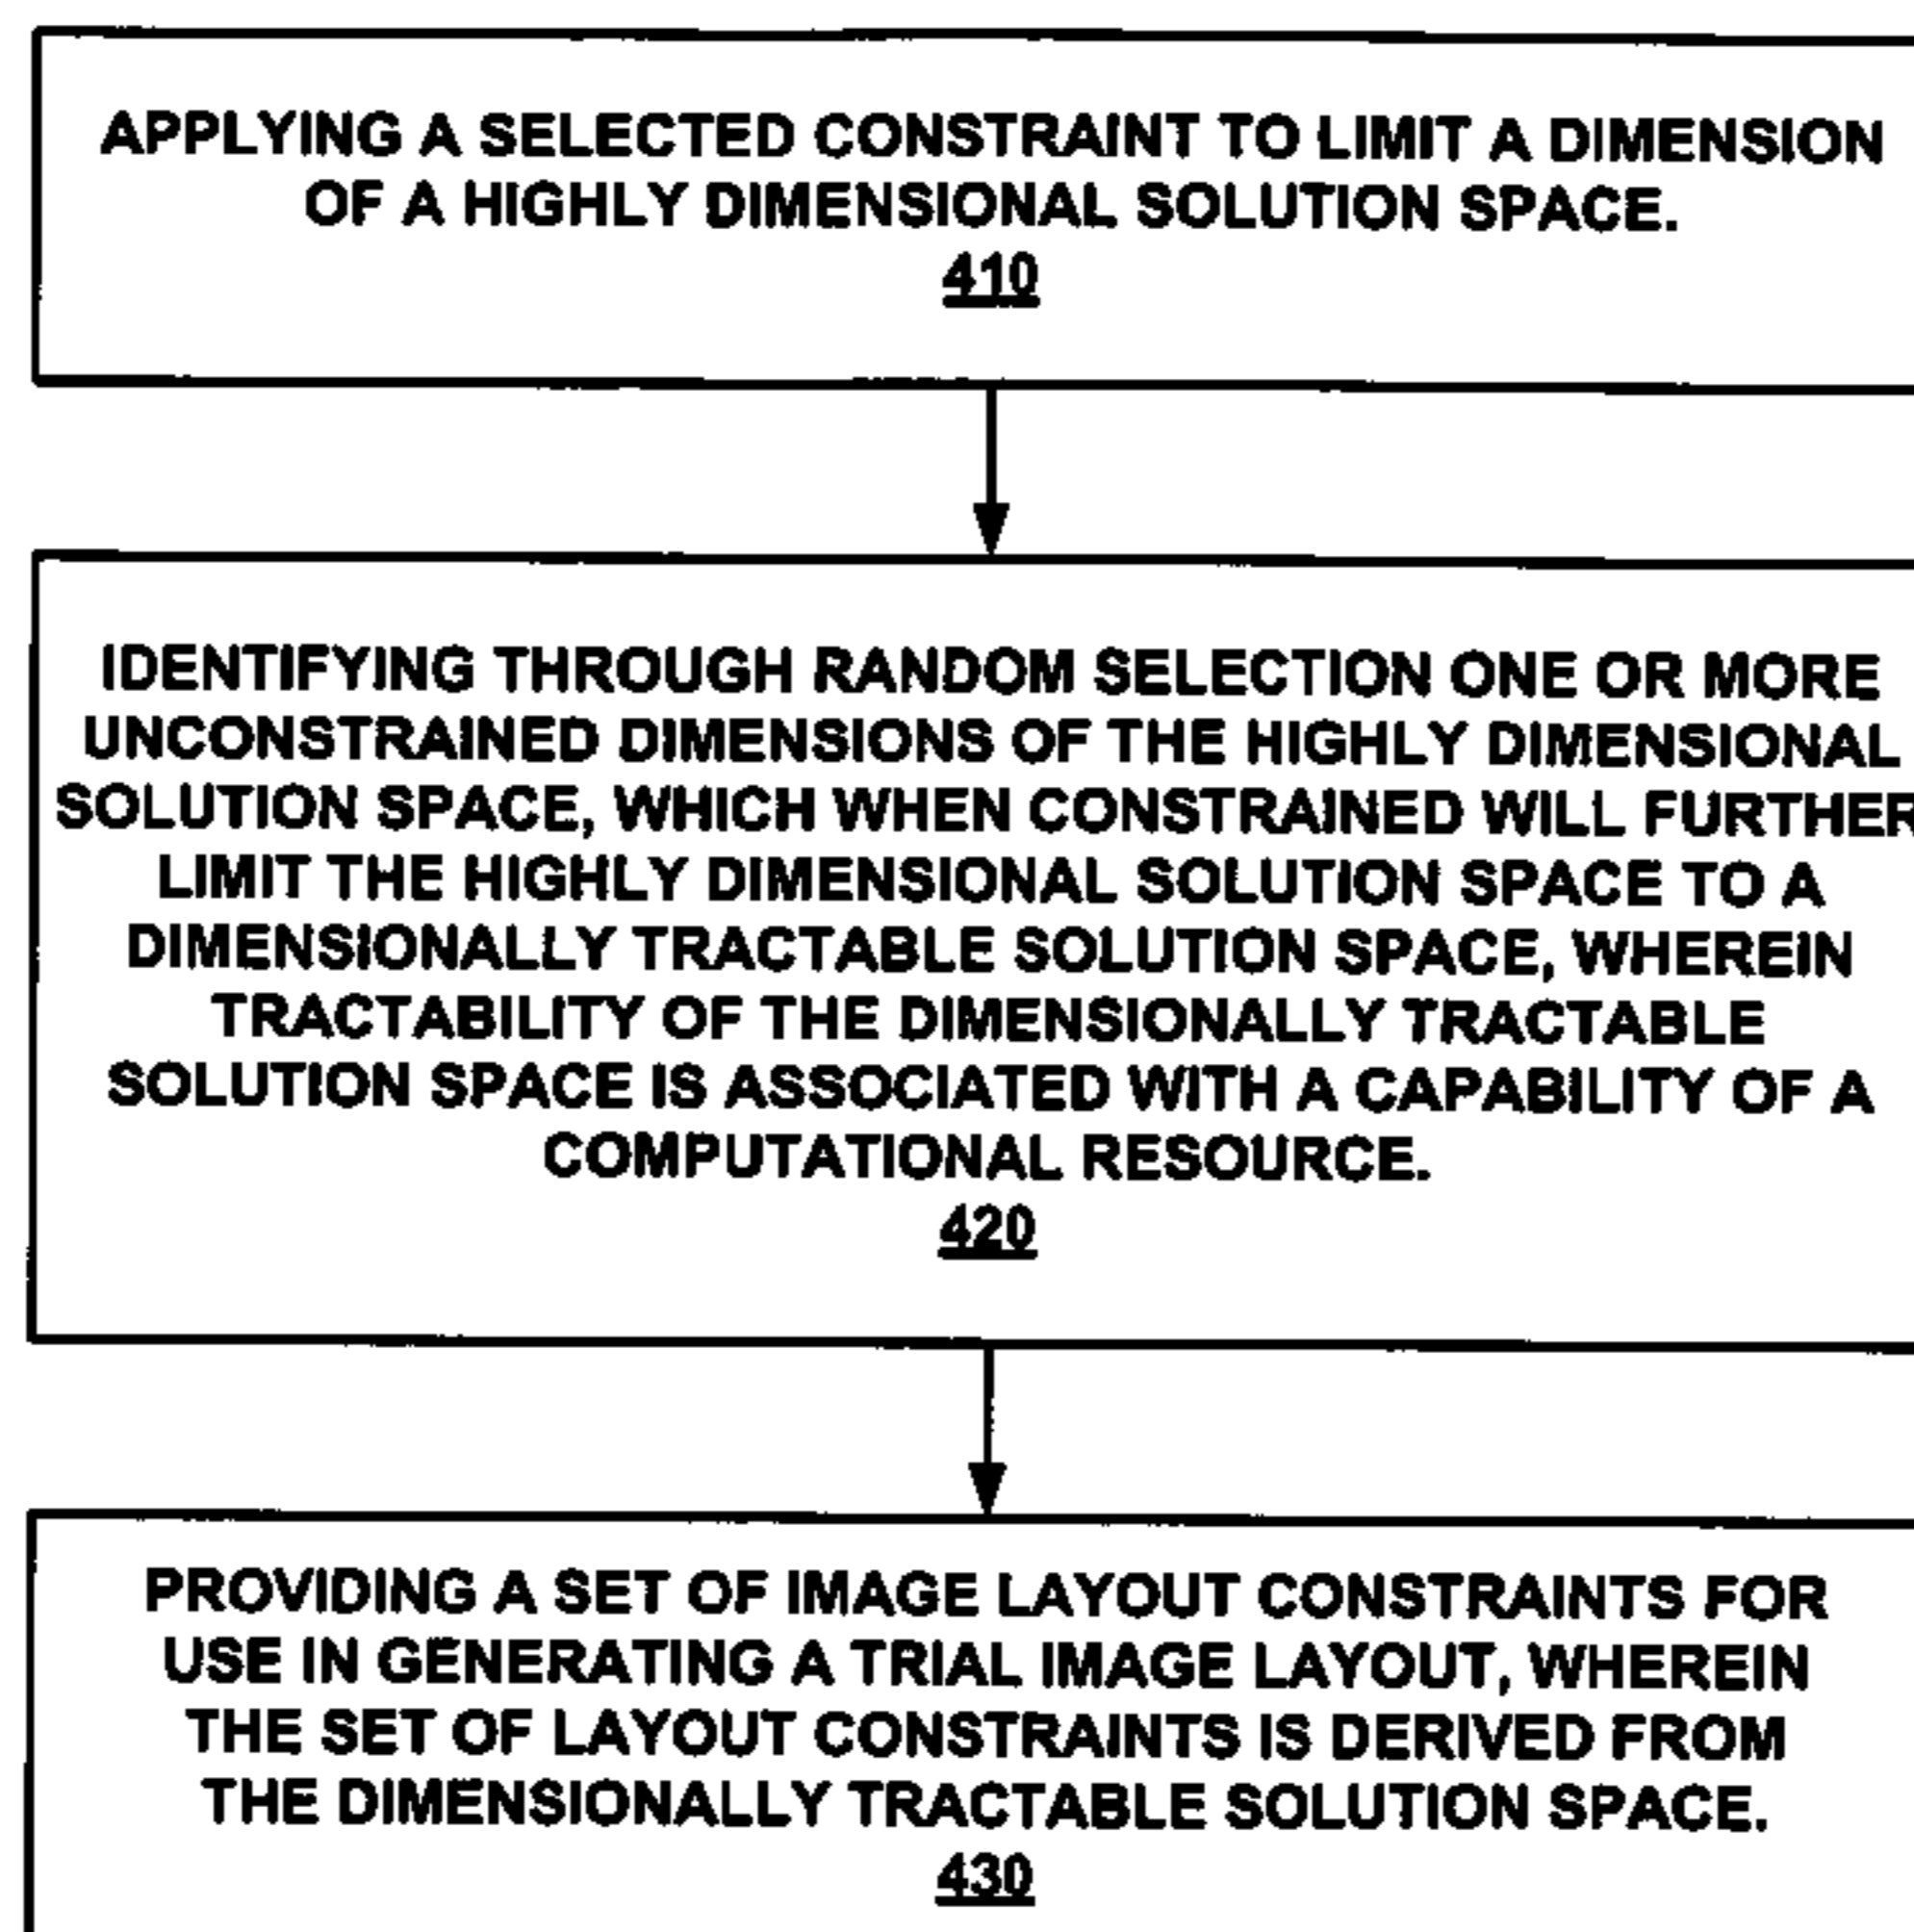 APPLYING A SELECTED CONSTRAINT TO LIMIT A DIMENSION
OF A HIGHLY DIMENSIONAL SOLUTION SPACE.
410
IDENTIFYING THROUGH RANDOM SELECTION ONE OR MORE
UNCONSTRAINED DIMENSIONS OF THE HIGHLY DIMENSIONAL
SOLUTION SPACE, WHICH WHEN CONSTRAINED WILL FURTHER
LIMIT THE HIGHLY DIMENSIONAL SOLUTION SPACE TO A
DIMENSIONALLY TRACTABLE SOLUTION SPACE, WHEREIN
TRACTABILITY OF THE DIMENSIONALLY TRACTABLE
SOLUTION SPACE IS ASSOCIATED WITH A CAPABILITY OF A
COMPUTATIONAL RESOURCE.
420
PROVIDING A SET OF IMAGE LAYOUT CONSTRAINTS FOR
USE IN GENERATING A TRIAL IMAGE LAYOUT, WHEREIN
THE SET OF LAYOUT CONSTRAINTS IS DERIVED FROM
THE DIMENSIONALLY TRACTABLE SOLUTION SPACE.
430